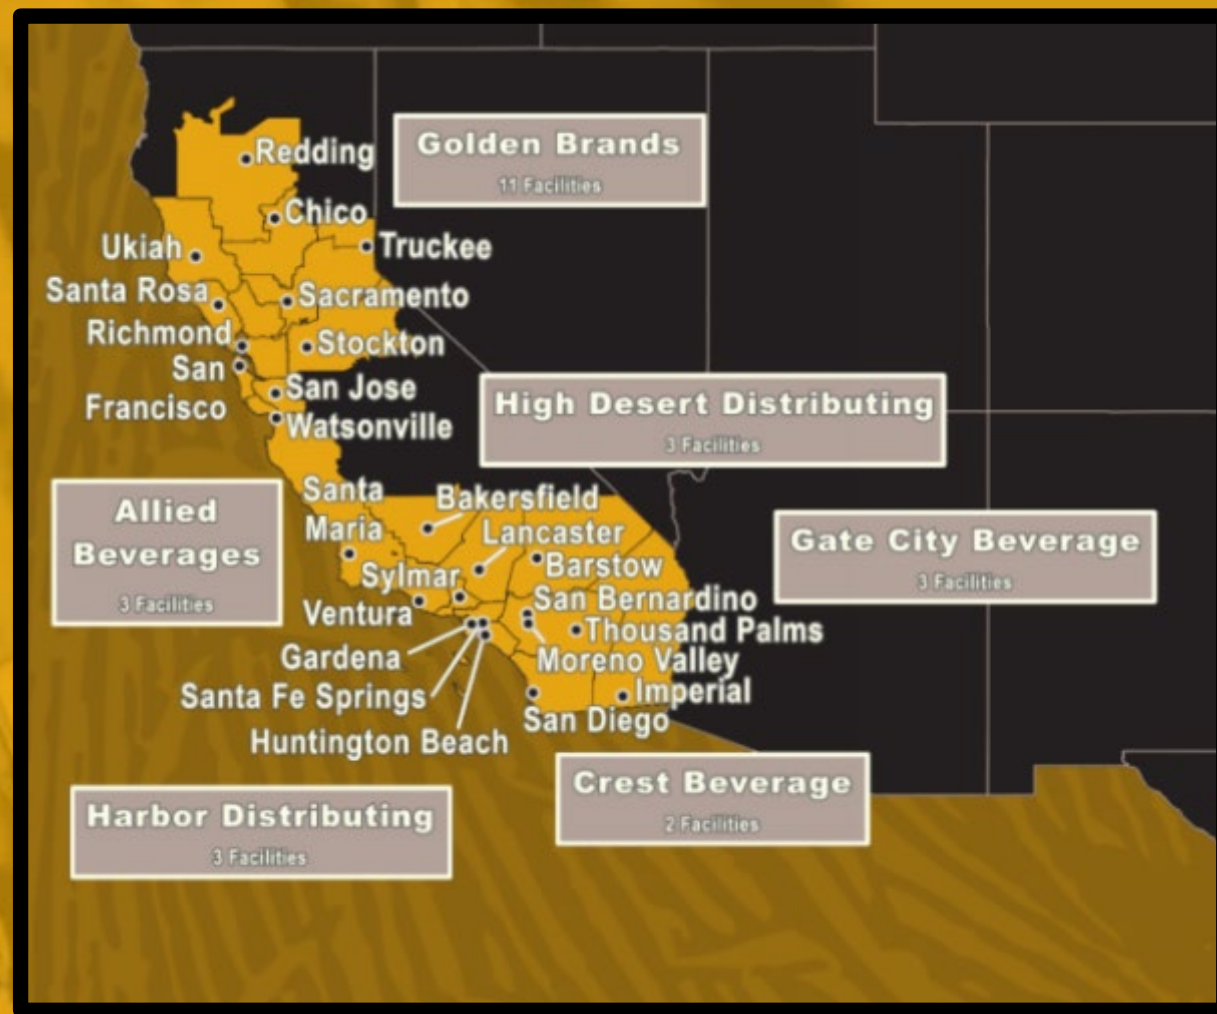 Golden Brands
11 Facilities
Redding
Chico
Ukiah
Truckee
Santa Rosa
Sacramento
Richmond
Stockton
San
Francisco
San Jose
Watsonville
High Desert Distributing
3 Facilities
Allied
Beverages
3 Facilities
Santa
Maria
Bakersfield
Lancaster
Gate City Beverage
3 Facilities
Sylmar
Barstow
Ventura
San Bernardino
Thousand Palms
Gardena
Moreno Valley
Santa Fe Springs
Imperial
San Diego
Huntington Beach
Harbor Distributing
3 Facilities
Crest Beverage
2 Facilities